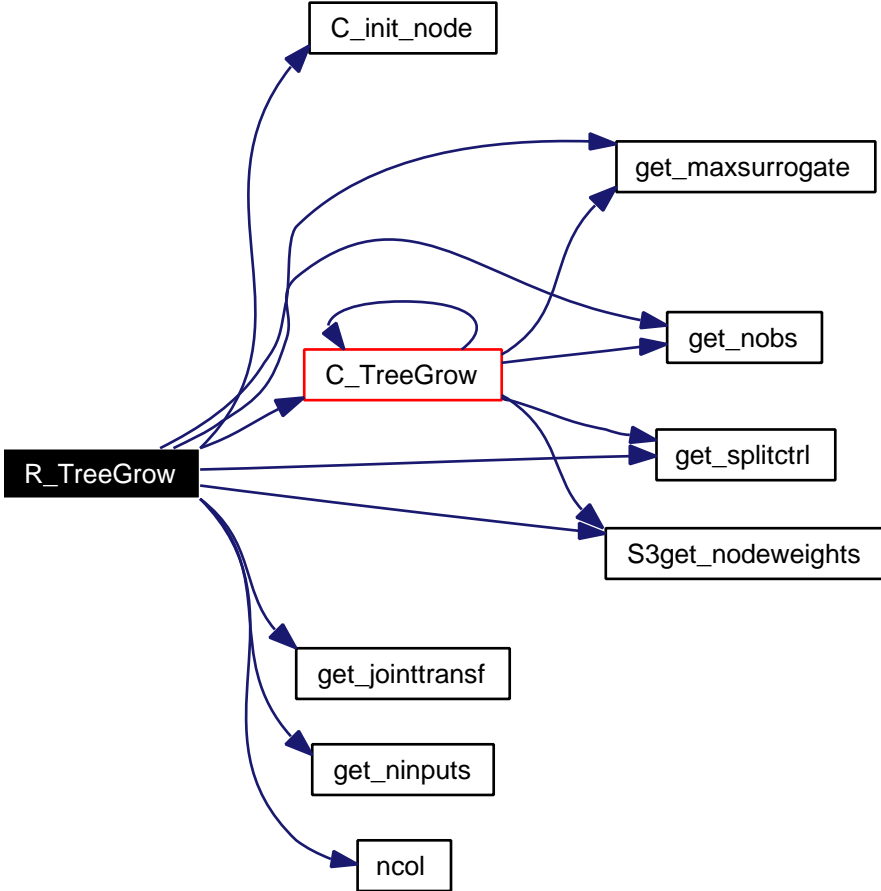 C_init_node
get_maxsurrogate
get_nobs
C_TreeGrow
get_splitctrl
R_TreeGrow
S3get_nodeweights
get_jointtransf
get_ninputs
ncol